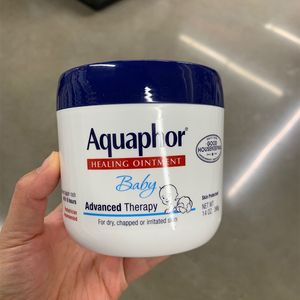 Aquaphor®
HEALING OINTMENT
Baby
Advanced Therapy
For dry, chapped or irritated skin
GOOD
HOUSEKEEPING
Skin Protectant
NET WT.
14 OZ.